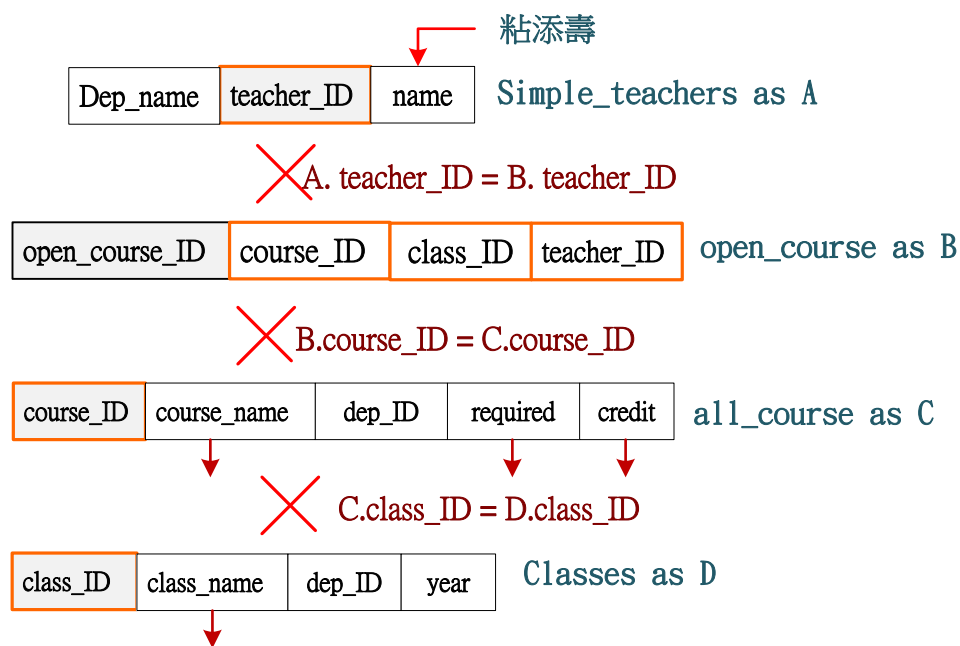 粘添壽
Dep_name teacher_ID name Simple_teachers as A
A. teacher_ID = B. teacher_ID
open_course_ID course_ID class_ID teacher_ID open_course as B
B.course_ID = C.course_ID
course_ID course_name dep_ID required credit all_course as C
C.class_ID = D.class_ID
class_ID class_name dep_ID year Classes as D